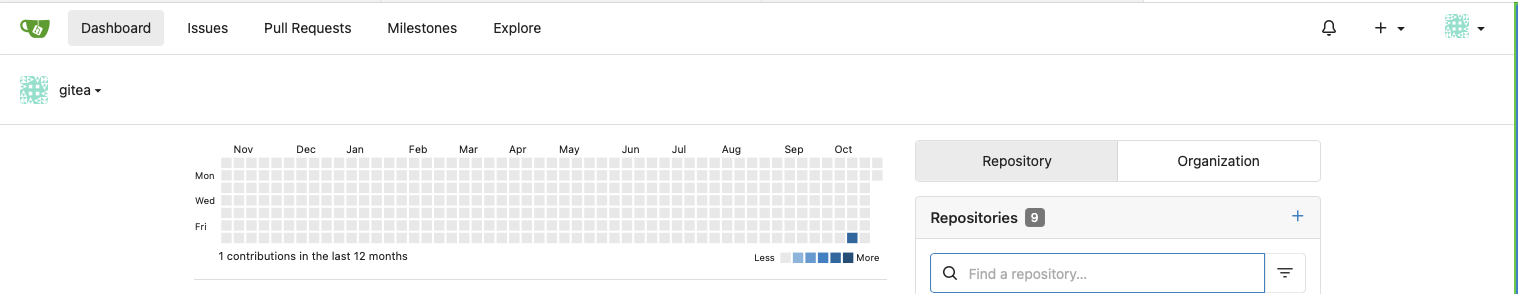 Dashboard Issues Pull Requests Milestones Explore
gitea
Nov Dec Jan Feb Mar Apr May Jun Jul Aug Sep Oct
Mon
Wed
Fri
1 contributions in the last 12 months
Less More
Repository Organization
Repositories 9
Find a repository...